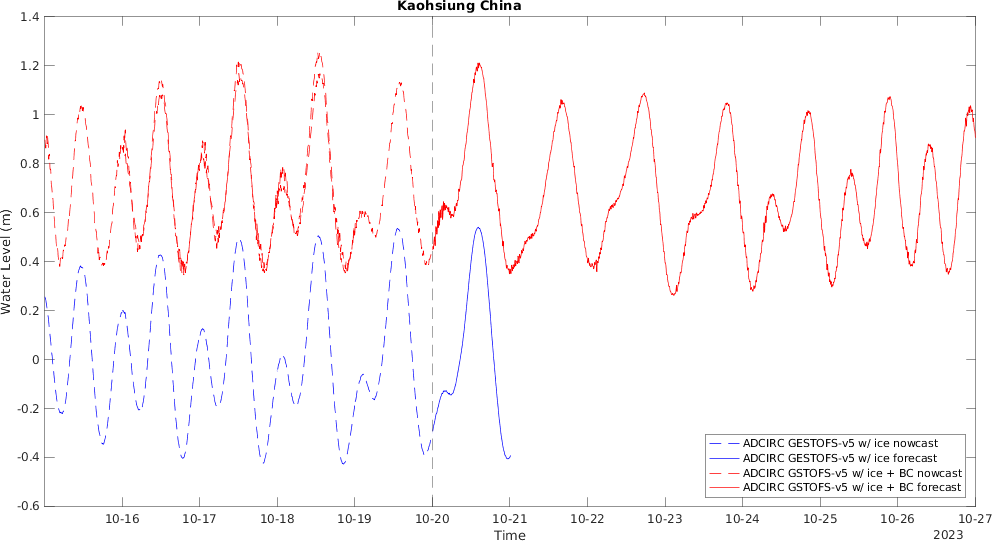 Kaohsiung China
1.4
1.2
1
0.8
0.6
0.4
0.2
0
-0.2
-0.4
-0.6
Water Level (m)
ADCIRC GESTOFS-v5 w/ ice nowcast
ADCIRC GESTOFS-v5 w/ ice forecast
ADCIRC GSTOFS-v5 w/ ice + BC nowcast
ADCIRC GSTOFS-v5 w/ ice + BC forecast
10-16 10-17 10-18 10-19 10-20 10-21 10-22 10-23 10-24 10-25 10-26 10-27
Time
2023